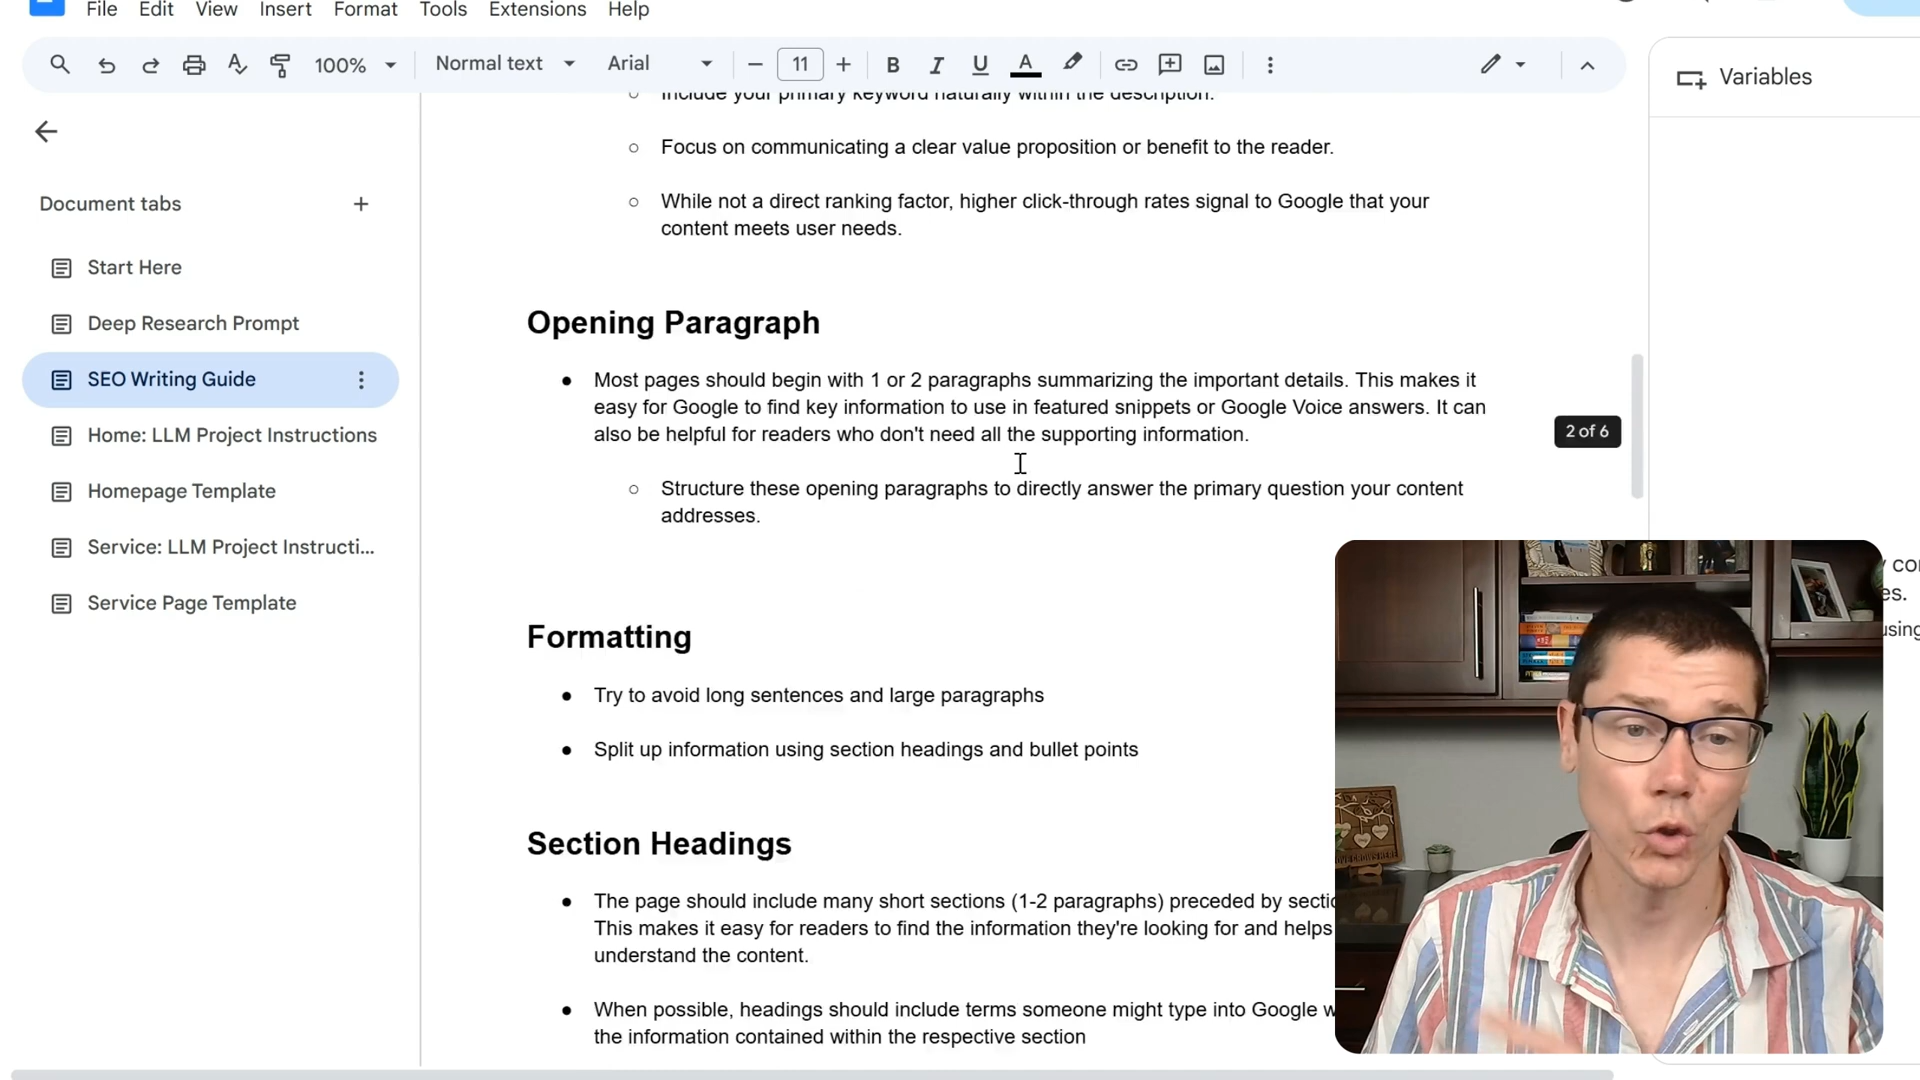 File Edit View Insert Format Tools Extensions Help
100% Normal text Arial 11 B I U A
Variables
Document tabs
Start Here
Deep Research Prompt
SEO Writing Guide
Home: LLM Project Instructions
Homepage Template
Service: LLM Project Instructi...
Service Page Template
Include your primary keyword naturally within the description.
Focus on communicating a clear value proposition or benefit to the reader.
While not a direct ranking factor, higher click-through rates signal to Google that your
content meets user needs.
Opening Paragraph
Most pages should begin with 1 or 2 paragraphs summarizing the important details. This makes it
easy for Google to find key information to use in featured snippets or Google Voice answers. It can
also be helpful for readers who don't need all the supporting information.
2 of 6
Structure these opening paragraphs to directly answer the primary question your content
addresses.
Formatting
Try to avoid long sentences and large paragraphs
Split up information using section headings and bullet points
Section Headings
The page should include many short sections (1-2 paragraphs) preceded by
This makes it easy for readers to find the information they're looking for and helps
understand the content.
When possible, headings should include terms someone might type into Google
the information contained within the respective section